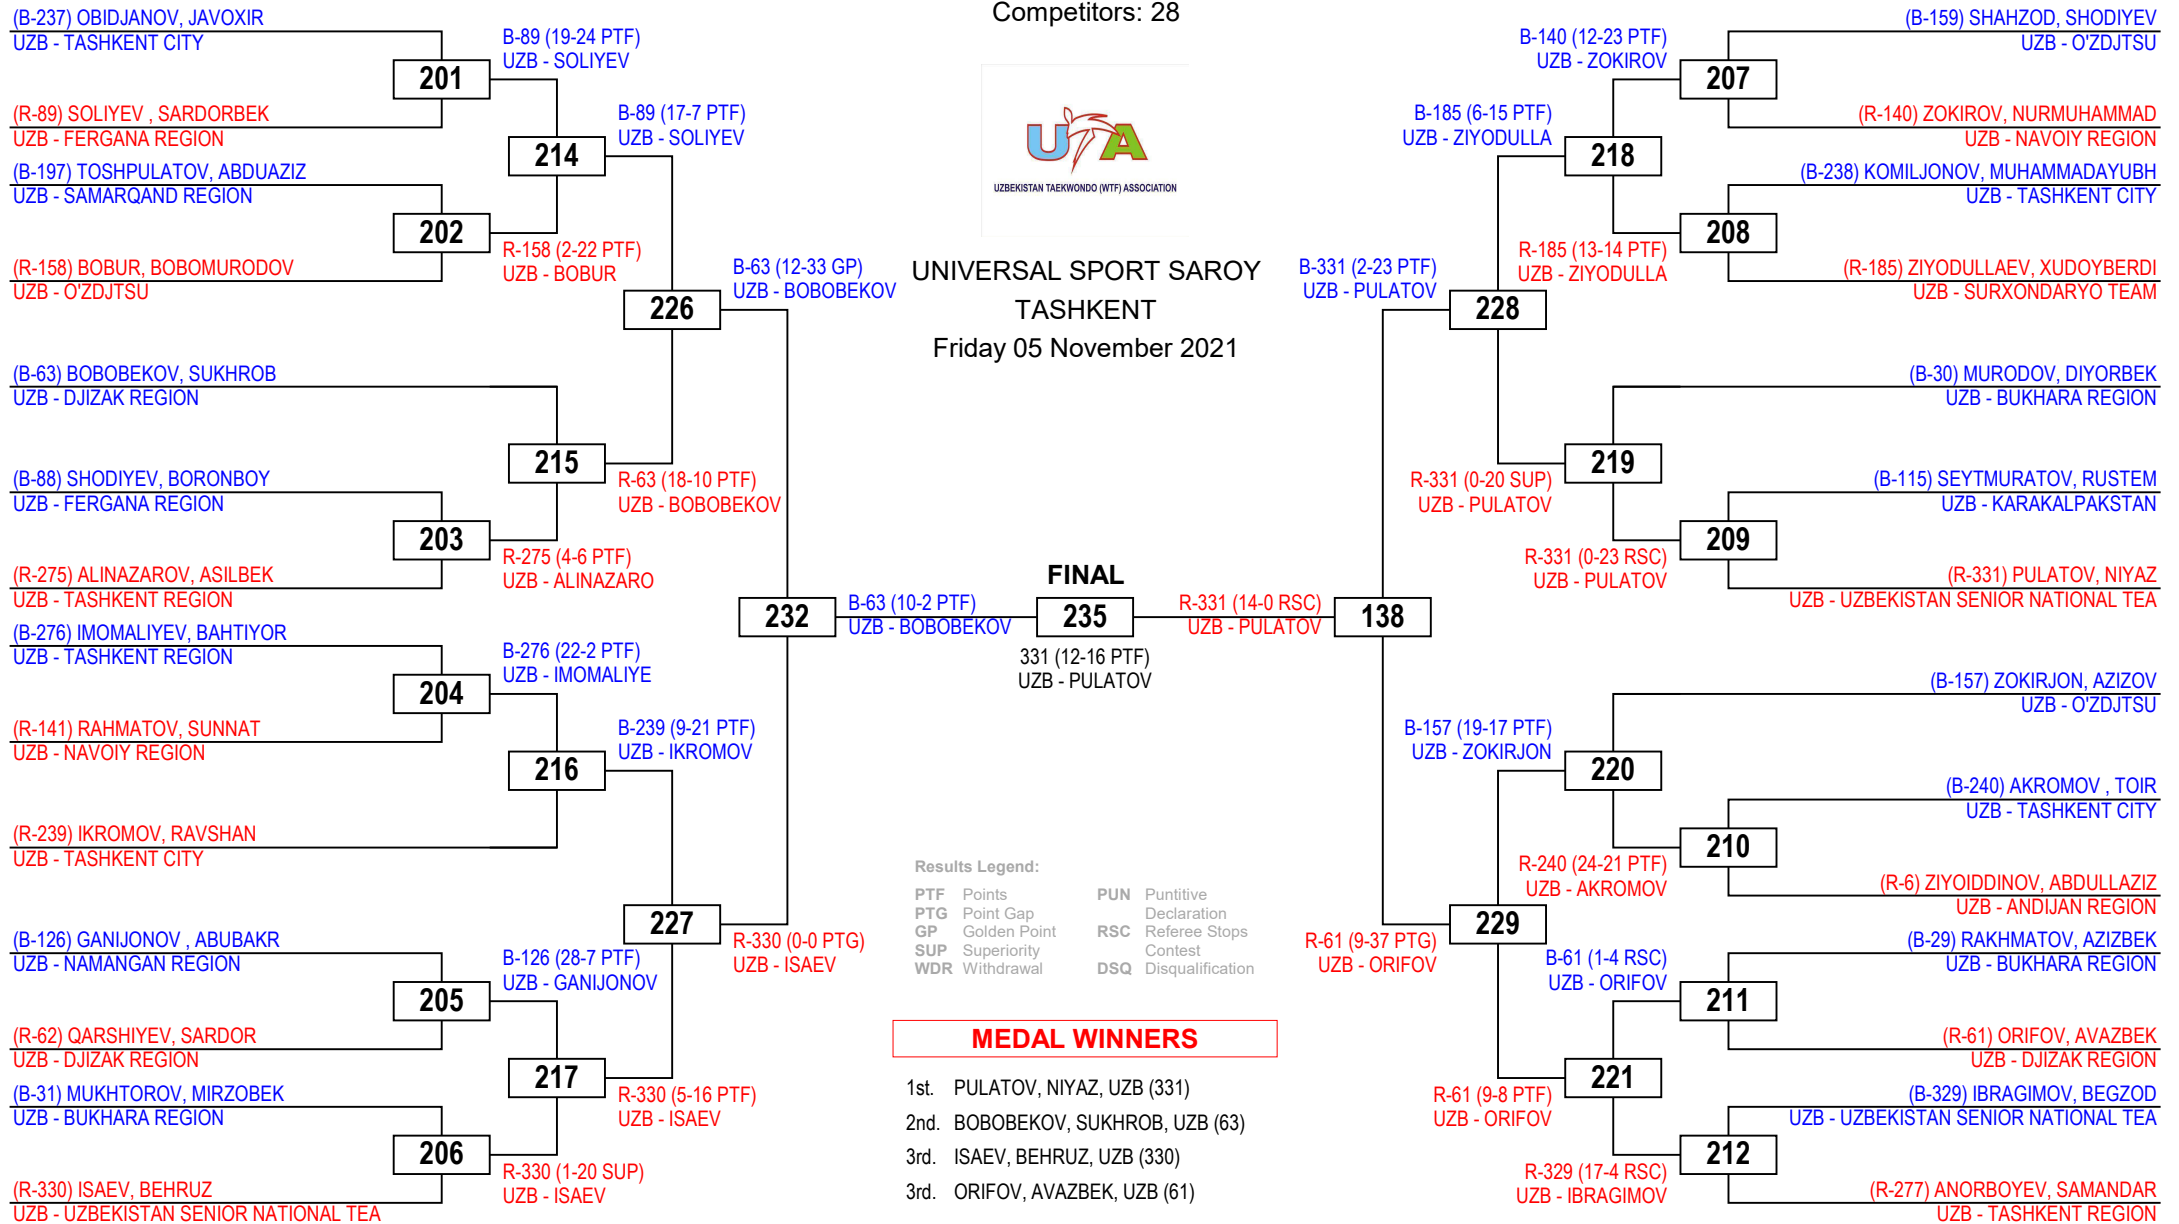 Competitors: 28
UTA
UZBEKISTAN TAEKWONDO (WTF) ASSOCIATION
UNIVERSAL SPORT SAROY
TASHKENT
Friday 05 November 2021
(B-237) OBIDJANOV, JAVOXIR
UZB - TASHKENT CITY
201
(R-89) SOLIYEV , SARDORBEK
UZB - FERGANA REGION
(B-197) TOSHPULATOV, ABDUAZIZ
UZB - SAMARQAND REGION
202
(R-158) BOBUR, BOBOMURODOV
UZB - O'ZDJTSU
(B-63) BOBOBEKOV, SUKHROB
UZB - DJIZAK REGION
(B-88) SHODIYEV, BORONBOY
UZB - FERGANA REGION
203
(R-275) ALINAZAROV, ASILBEK
UZB - TASHKENT REGION
(B-276) IMOMALIYEV, BAHTIYOR
UZB - TASHKENT REGION
204
(R-141) RAHMATOV, SUNNAT
UZB - NAVOIY REGION
(R-239) IKROMOV, RAVSHAN
UZB - TASHKENT CITY
(B-126) GANIJONOV , ABUBAKR
UZB - NAMANGAN REGION
205
(R-62) QARSHIYEV, SARDOR
UZB - DJIZAK REGION
(B-31) MUKHTOROV, MIRZOBEK
UZB - BUKHARA REGION
206
(R-330) ISAEV, BEHRUZ
UZB - UZBEKISTAN SENIOR NATIONAL TEA
B-89 (19-24 PTF)
UZB - SOLIYEV
214
R-158 (2-22 PTF)
UZB - BOBUR
215
R-275 (4-6 PTF)
UZB - ALINAZARO
B-276 (22-2 PTF)
UZB - IMOMALIYE
216
B-126 (28-7 PTF)
UZB - GANIJONOV
217
R-330 (1-20 SUP)
UZB - ISAEV
B-89 (17-7 PTF)
UZB - SOLIYEV
226
R-63 (18-10 PTF)
UZB - BOBOBEKOV
B-239 (9-21 PTF)
UZB - IKROMOV
227
R-330 (5-16 PTF)
UZB - ISAEV
B-63 (12-33 GP)
UZB - BOBOBEKOV
232
R-330 (0-0 PTG)
UZB - ISAEV
B-63 (10-2 PTF)
UZB - BOBOBEKOV
FINAL
235
331 (12-16 PTF)
UZB - PULATOV
R-331 (14-0 RSC)
UZB - PULATOV
138
B-331 (2-23 PTF)
UZB - PULATOV
R-61 (9-37 PTG)
UZB - ORIFOV
B-185 (6-15 PTF)
UZB - ZIYODULLA
228
R-331 (0-20 SUP)
UZB - PULATOV
B-157 (19-17 PTF)
UZB - ZOKIRJON
229
R-61 (9-8 PTF)
UZB - ORIFOV
B-140 (12-23 PTF)
UZB - ZOKIROV
218
R-185 (13-14 PTF)
UZB - ZIYODULLA
219
R-331 (0-23 RSC)
UZB - PULATOV
220
R-240 (24-21 PTF)
UZB - AKROMOV
B-61 (1-4 RSC)
UZB - ORIFOV
221
R-329 (17-4 RSC)
UZB - IBRAGIMOV
(B-159) SHAHZOD, SHODIYEV
UZB - O'ZDJTSU
207
(R-140) ZOKIROV, NURMUHAMMAD
UZB - NAVOIY REGION
(B-238) KOMILJONOV, MUHAMMADAYUBH
UZB - TASHKENT CITY
208
(R-185) ZIYODULLAEV, XUDOYBERDI
UZB - SURXONDARYO TEAM
(B-30) MURODOV, DIYORBEK
UZB - BUKHARA REGION
(B-115) SEYTMURATOV, RUSTEM
UZB - KARAKALPAKSTAN
209
(R-331) PULATOV, NIYAZ
UZB - UZBEKISTAN SENIOR NATIONAL TEA
(B-157) ZOKIRJON, AZIZOV
UZB - O'ZDJTSU
(B-240) AKROMOV , TOIR
UZB - TASHKENT CITY
210
(R-6) ZIYOIDDINOV, ABDULLAZIZ
UZB - ANDIJAN REGION
(B-29) RAKHMATOV, AZIZBEK
UZB - BUKHARA REGION
211
(R-61) ORIFOV, AVAZBEK
UZB - DJIZAK REGION
(B-329) IBRAGIMOV, BEGZOD
UZB - UZBEKISTAN SENIOR NATIONAL TEA
212
(R-277) ANORBOYEV, SAMANDAR
UZB - TASHKENT REGION
Results Legend:
PTF Points
PTG Point Gap
GP Golden Point
SUP Superiority
WDR Withdrawal
PUN Puntitive
Declaration
RSC Referee Stops
Contest
DSQ Disqualification
MEDAL WINNERS
1st. PULATOV, NIYAZ, UZB (331)
2nd. BOBOBEKOV, SUKHROB, UZB (63)
3rd. ISAEV, BEHRUZ, UZB (330)
3rd. ORIFOV, AVAZBEK, UZB (61)